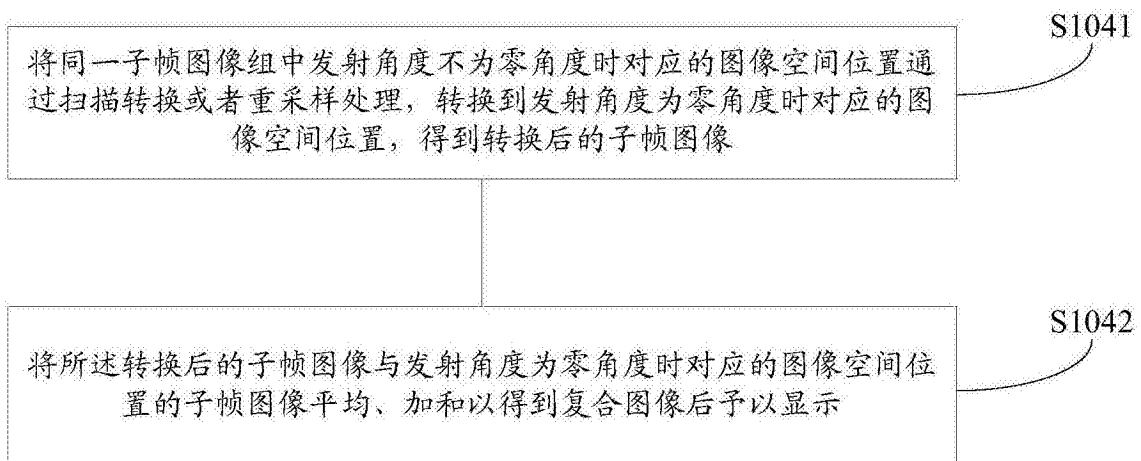 S1041
将同一子帧图像组中发射角度不为零角度时对应的图像空间位置通
过扫描转换或者重采样处理，转换到发射角度为零角度时对应的图
像空间位置，得到转换后的子帧图像
S1042
将所述转换后的子帧图像与发射角度为零角度时对应的图像空间位
置的子帧图像平均、加和以得到复合图像后予以显示